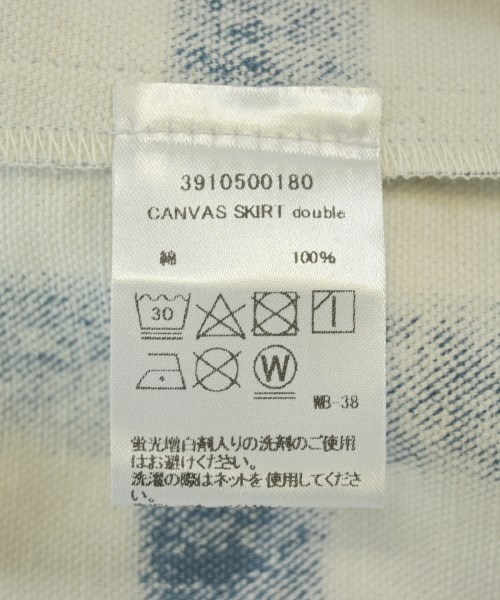 3910500180
CANVAS SKIRT double
綿 100%
30
W
WB-38
蛍光増白剤入りの洗剤のご使用
はお避けください。
洗濯の際はネットを使用してくださ
い。